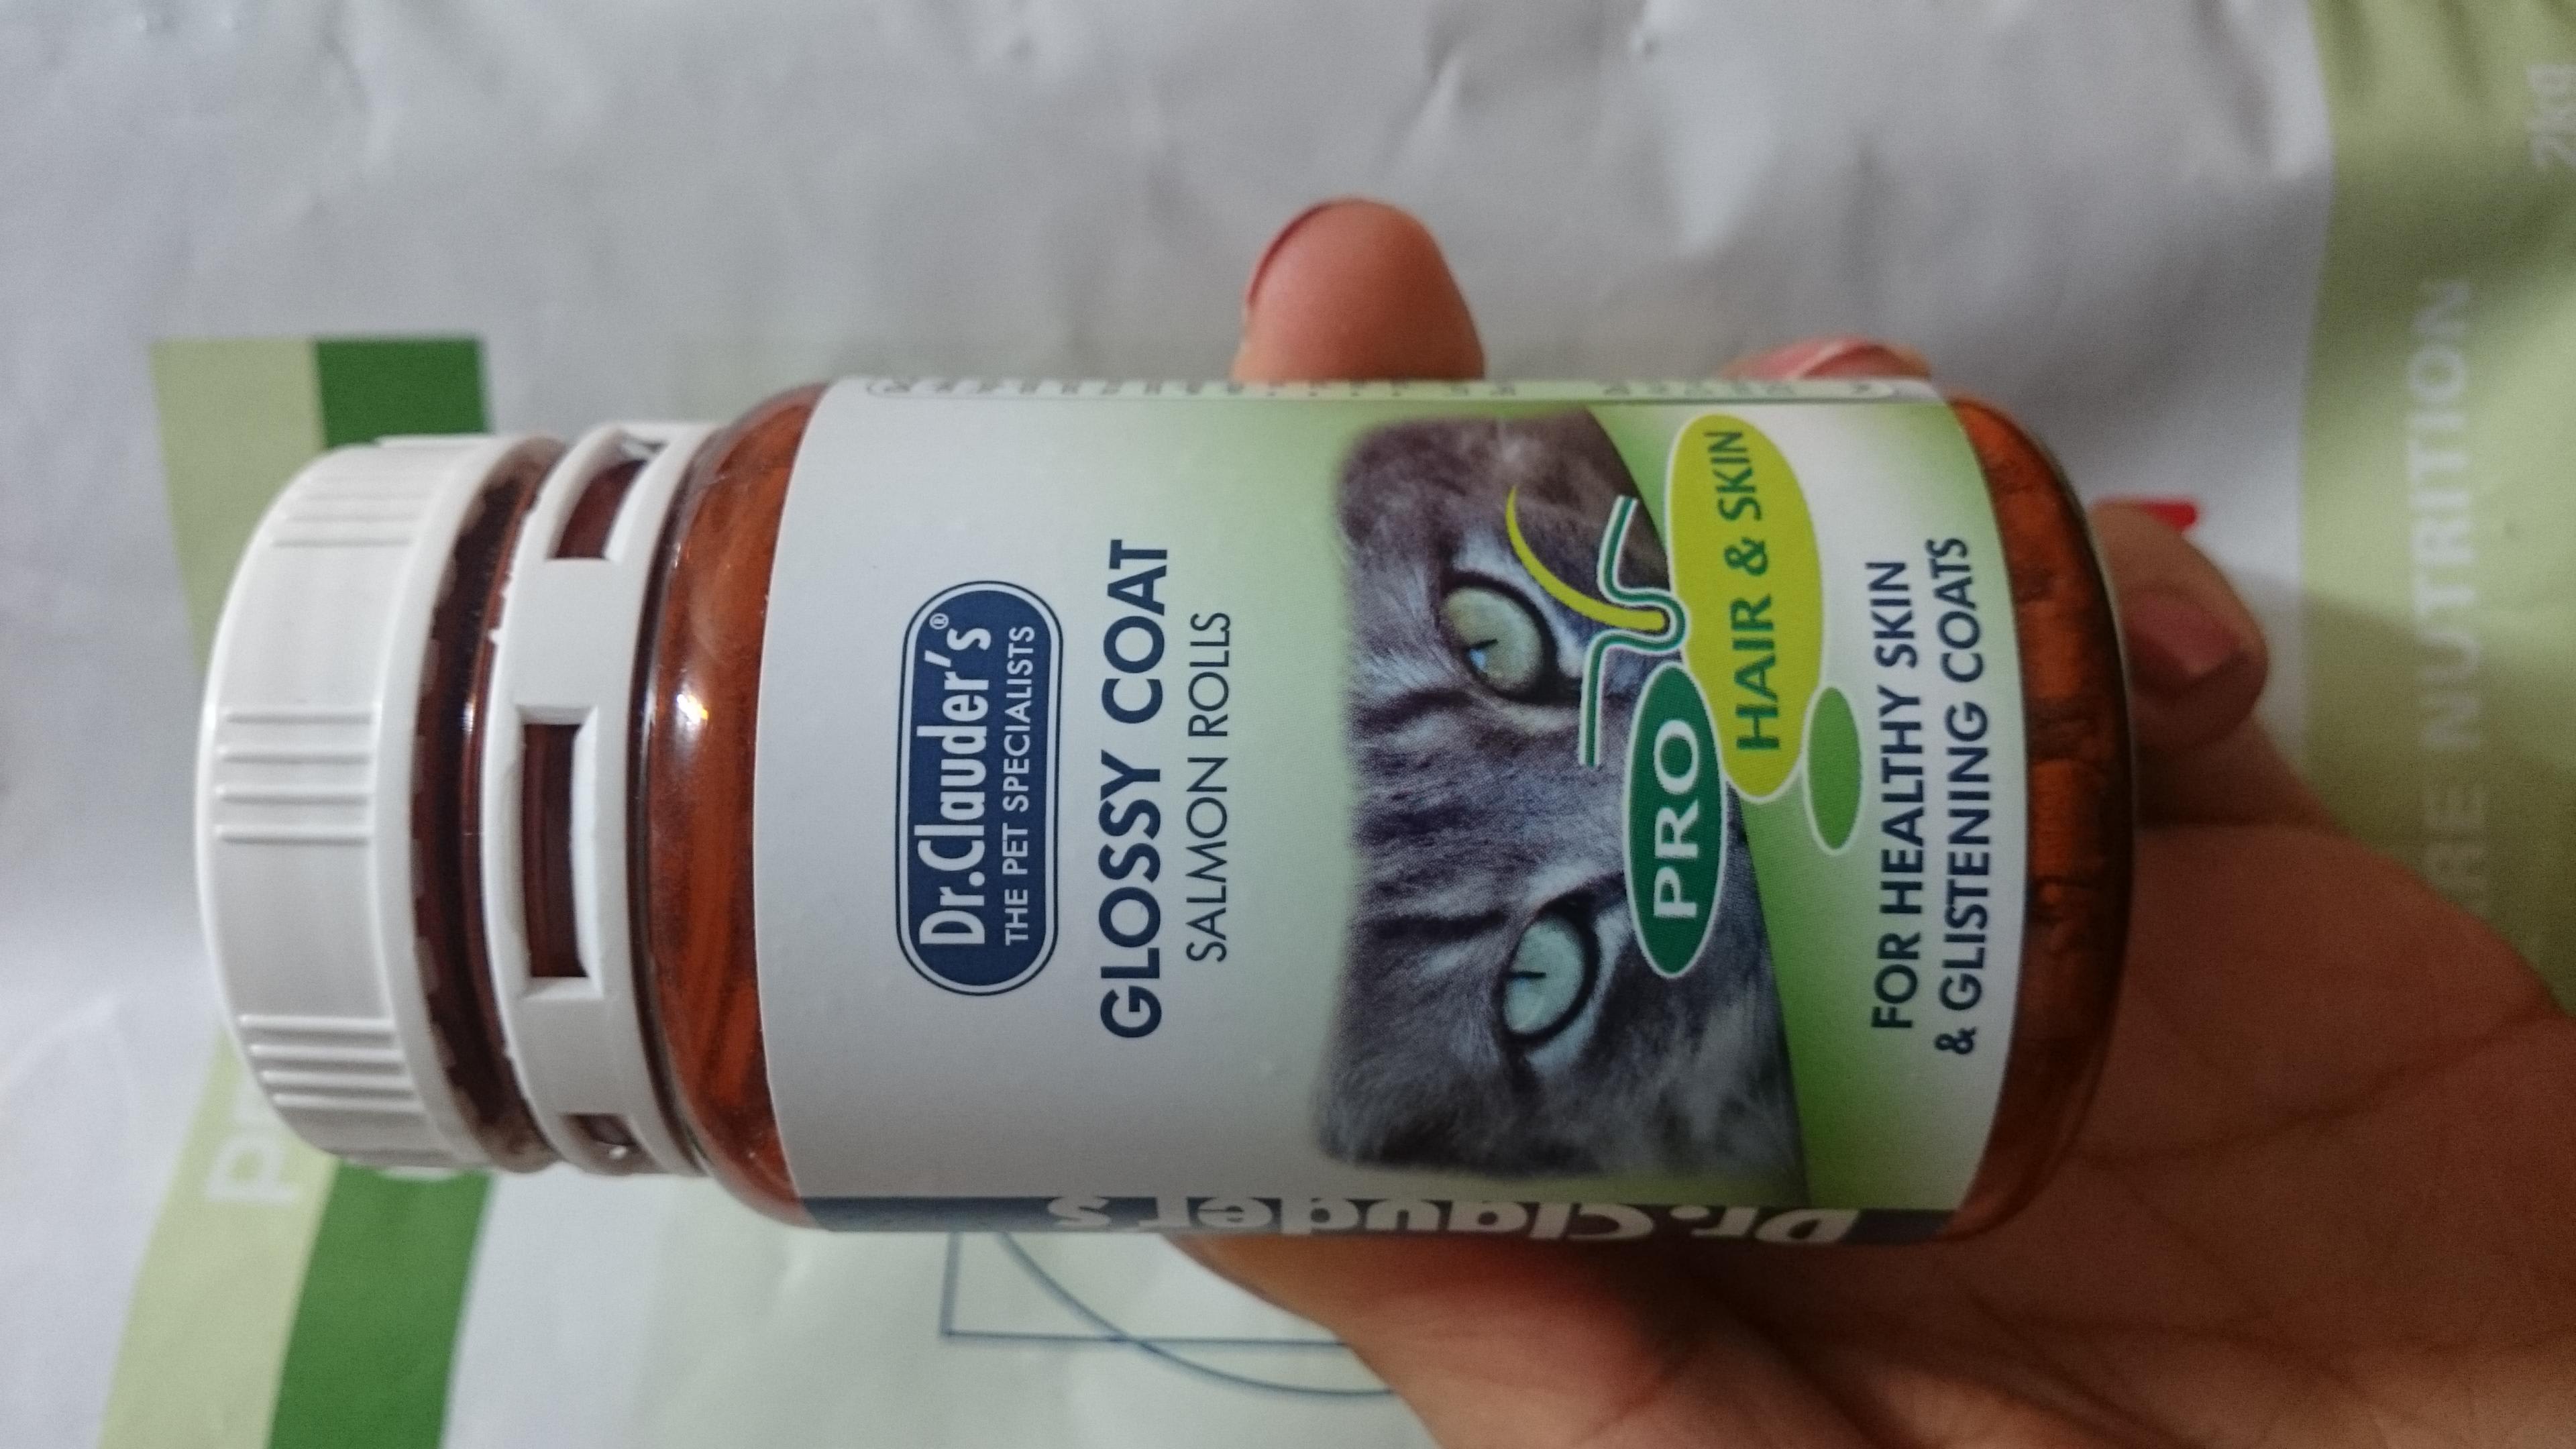 Dr.Clauder's®
THE PET SPECIALISTS
GLOSSY COAT
SALMON ROLLS
PRO
HAIR & SKIN
FOR HEALTHY SKIN
& GLISTENING COATS
Dr.Clauder's
NUTRITION
2kg